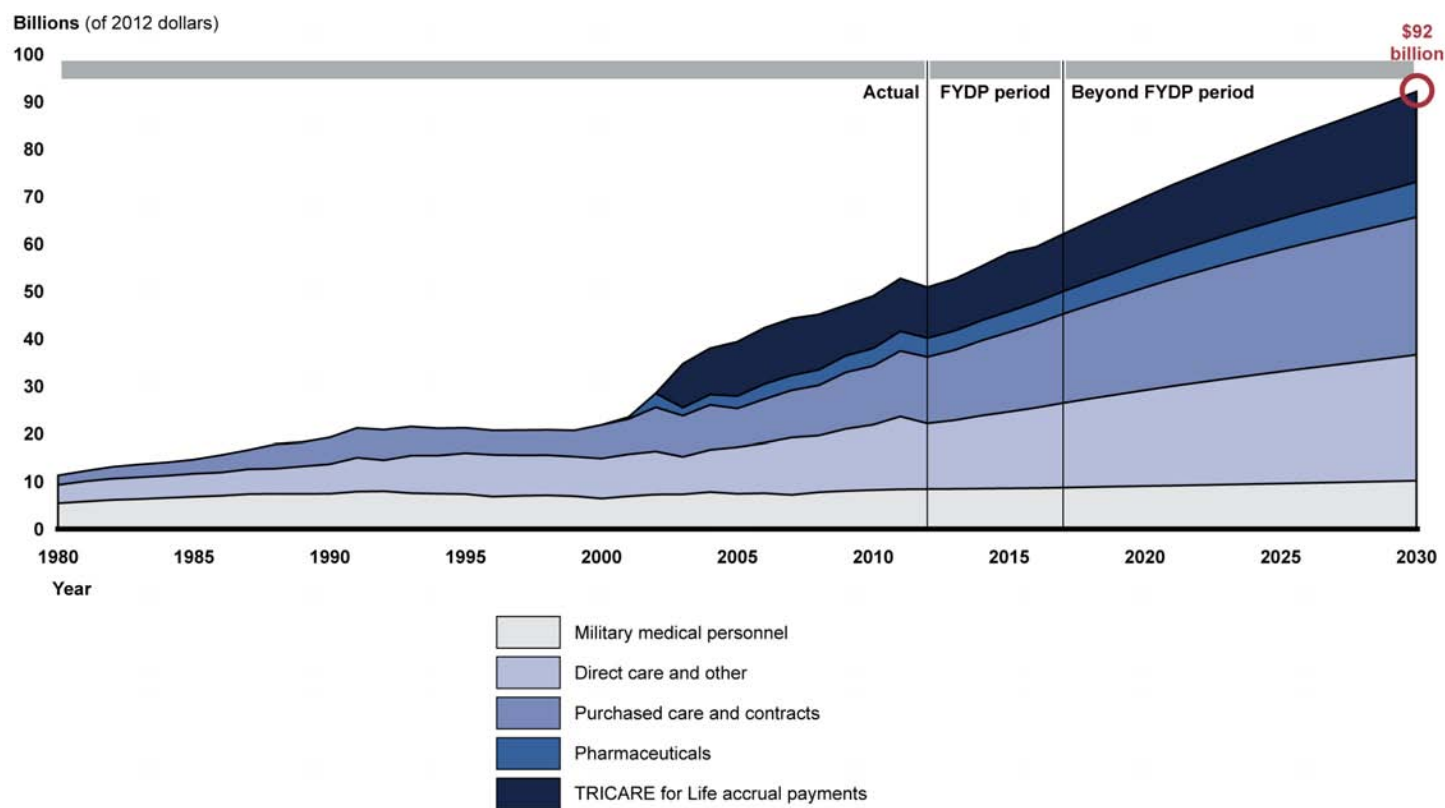 Billions (of 2012 dollars)
$92
billion
100
90
80
70
60
50
40
30
20
10
0
Actual
FYDP period
Beyond FYDP period
1980
1985
1990
1995
2000
2005
2010
2015
2020
2025
2030
Year
Military medical personnel
Direct care and other
Purchased care and contracts
Pharmaceuticals
TRICARE for Life accrual payments